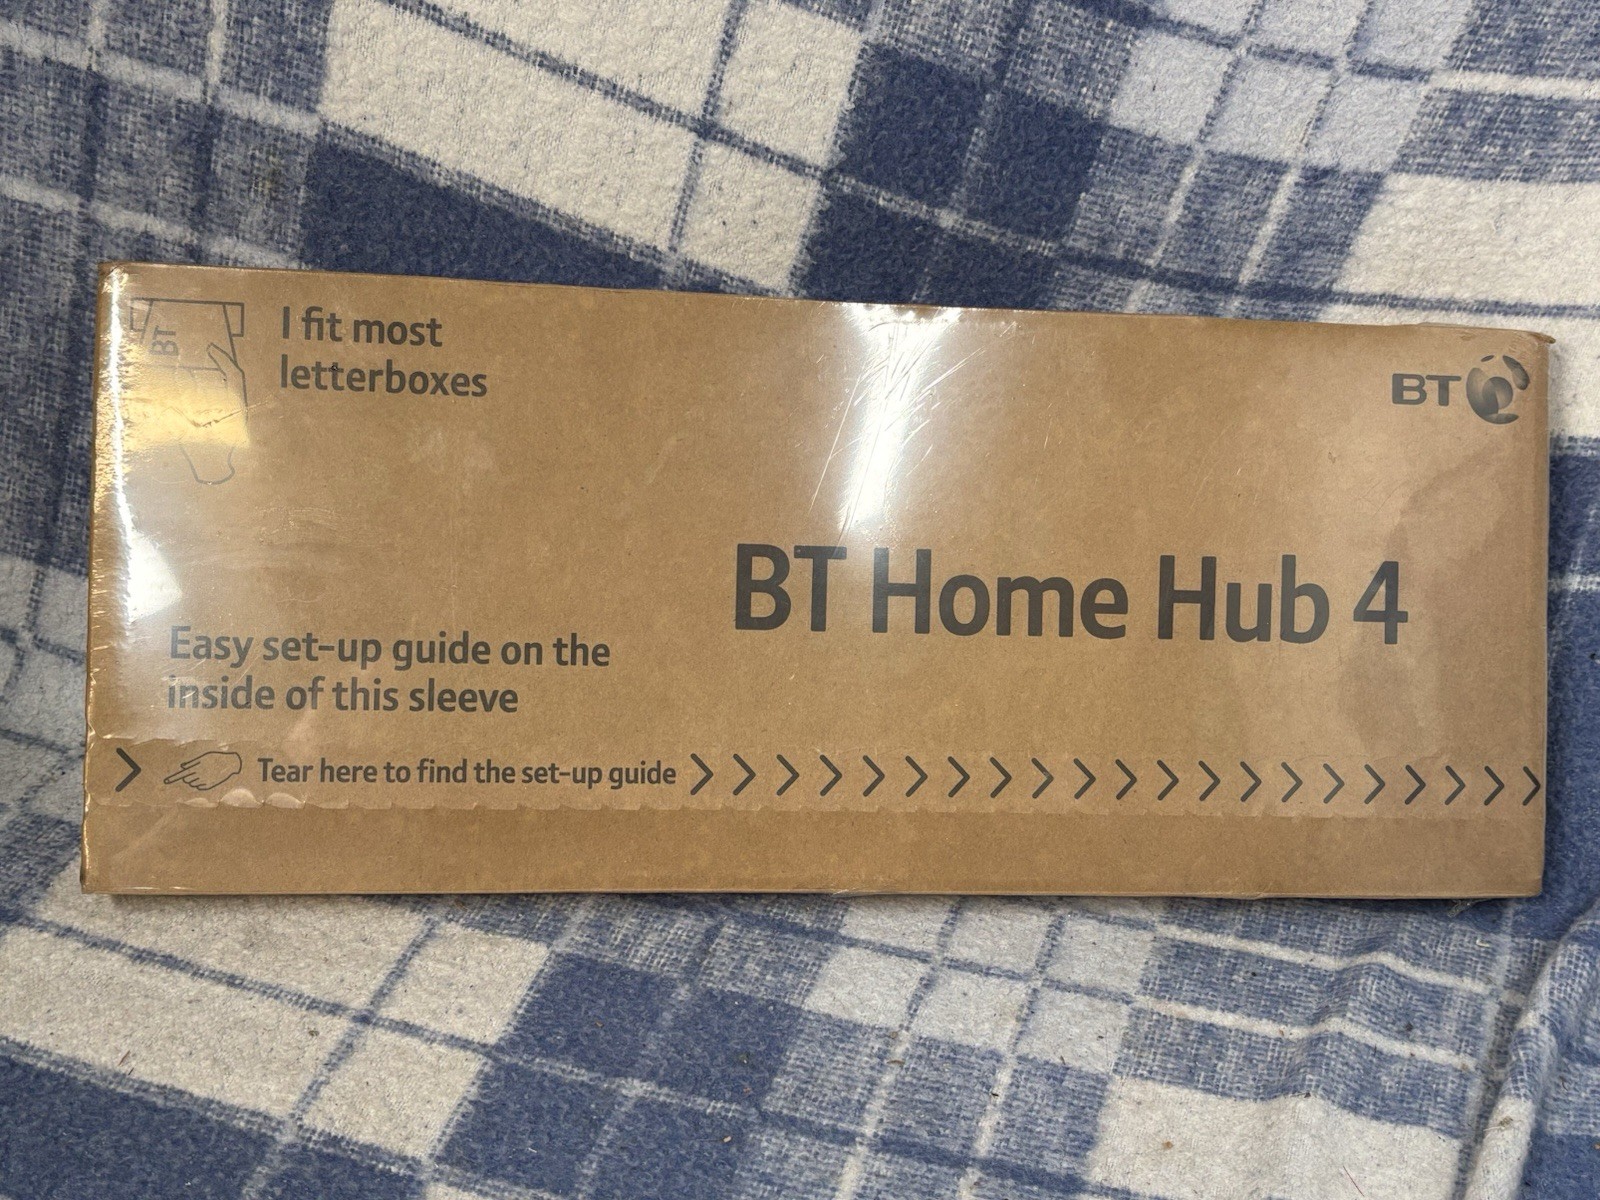 BT
I fit most
letterboxes
BT
BT Home Hub 4
Easy set-up guide on the
inside of this sleeve
Tear here to find the set-up guide